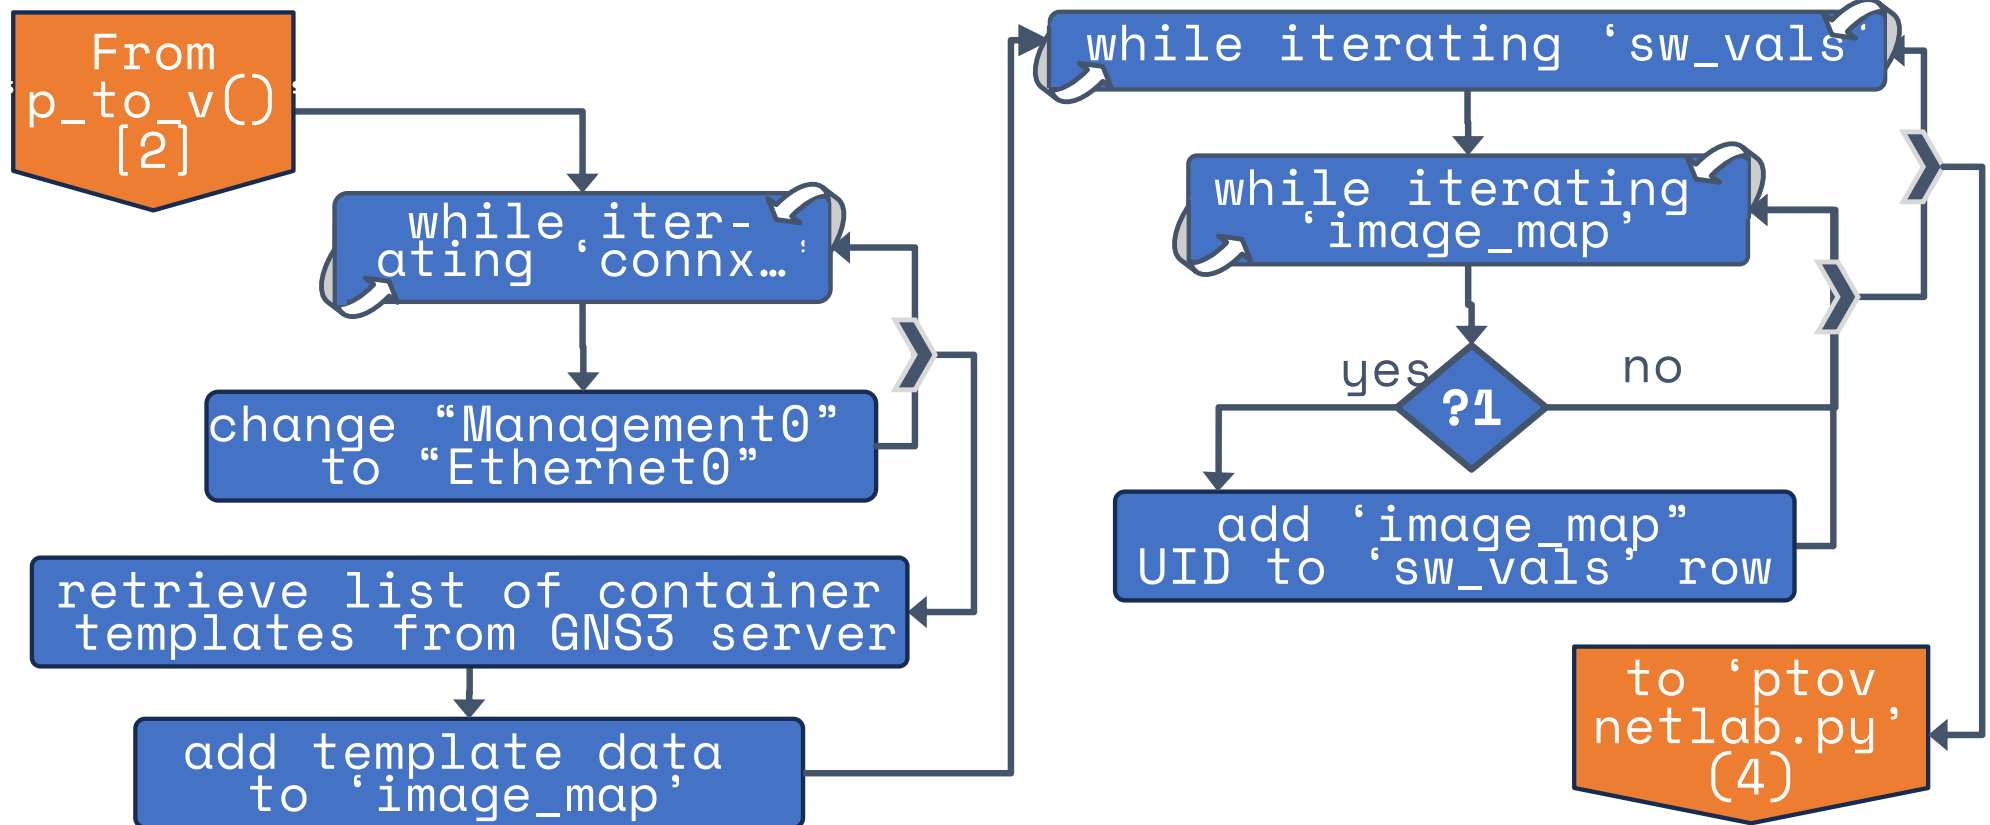 From
‘p_to_v()’
[2]
while iter-
ating ‘connx…’
change “Management0”
to “Ethernet0”
retrieve list of container
templates from GNS3 server
add template data
to ‘image_map’
while iterating ‘sw_vals’
while iterating
‘image_map’
yes
?1
no
add ‘image_map”
UID to ‘sw_vals’ row
to ‘ptov
netlab.py’
(4)